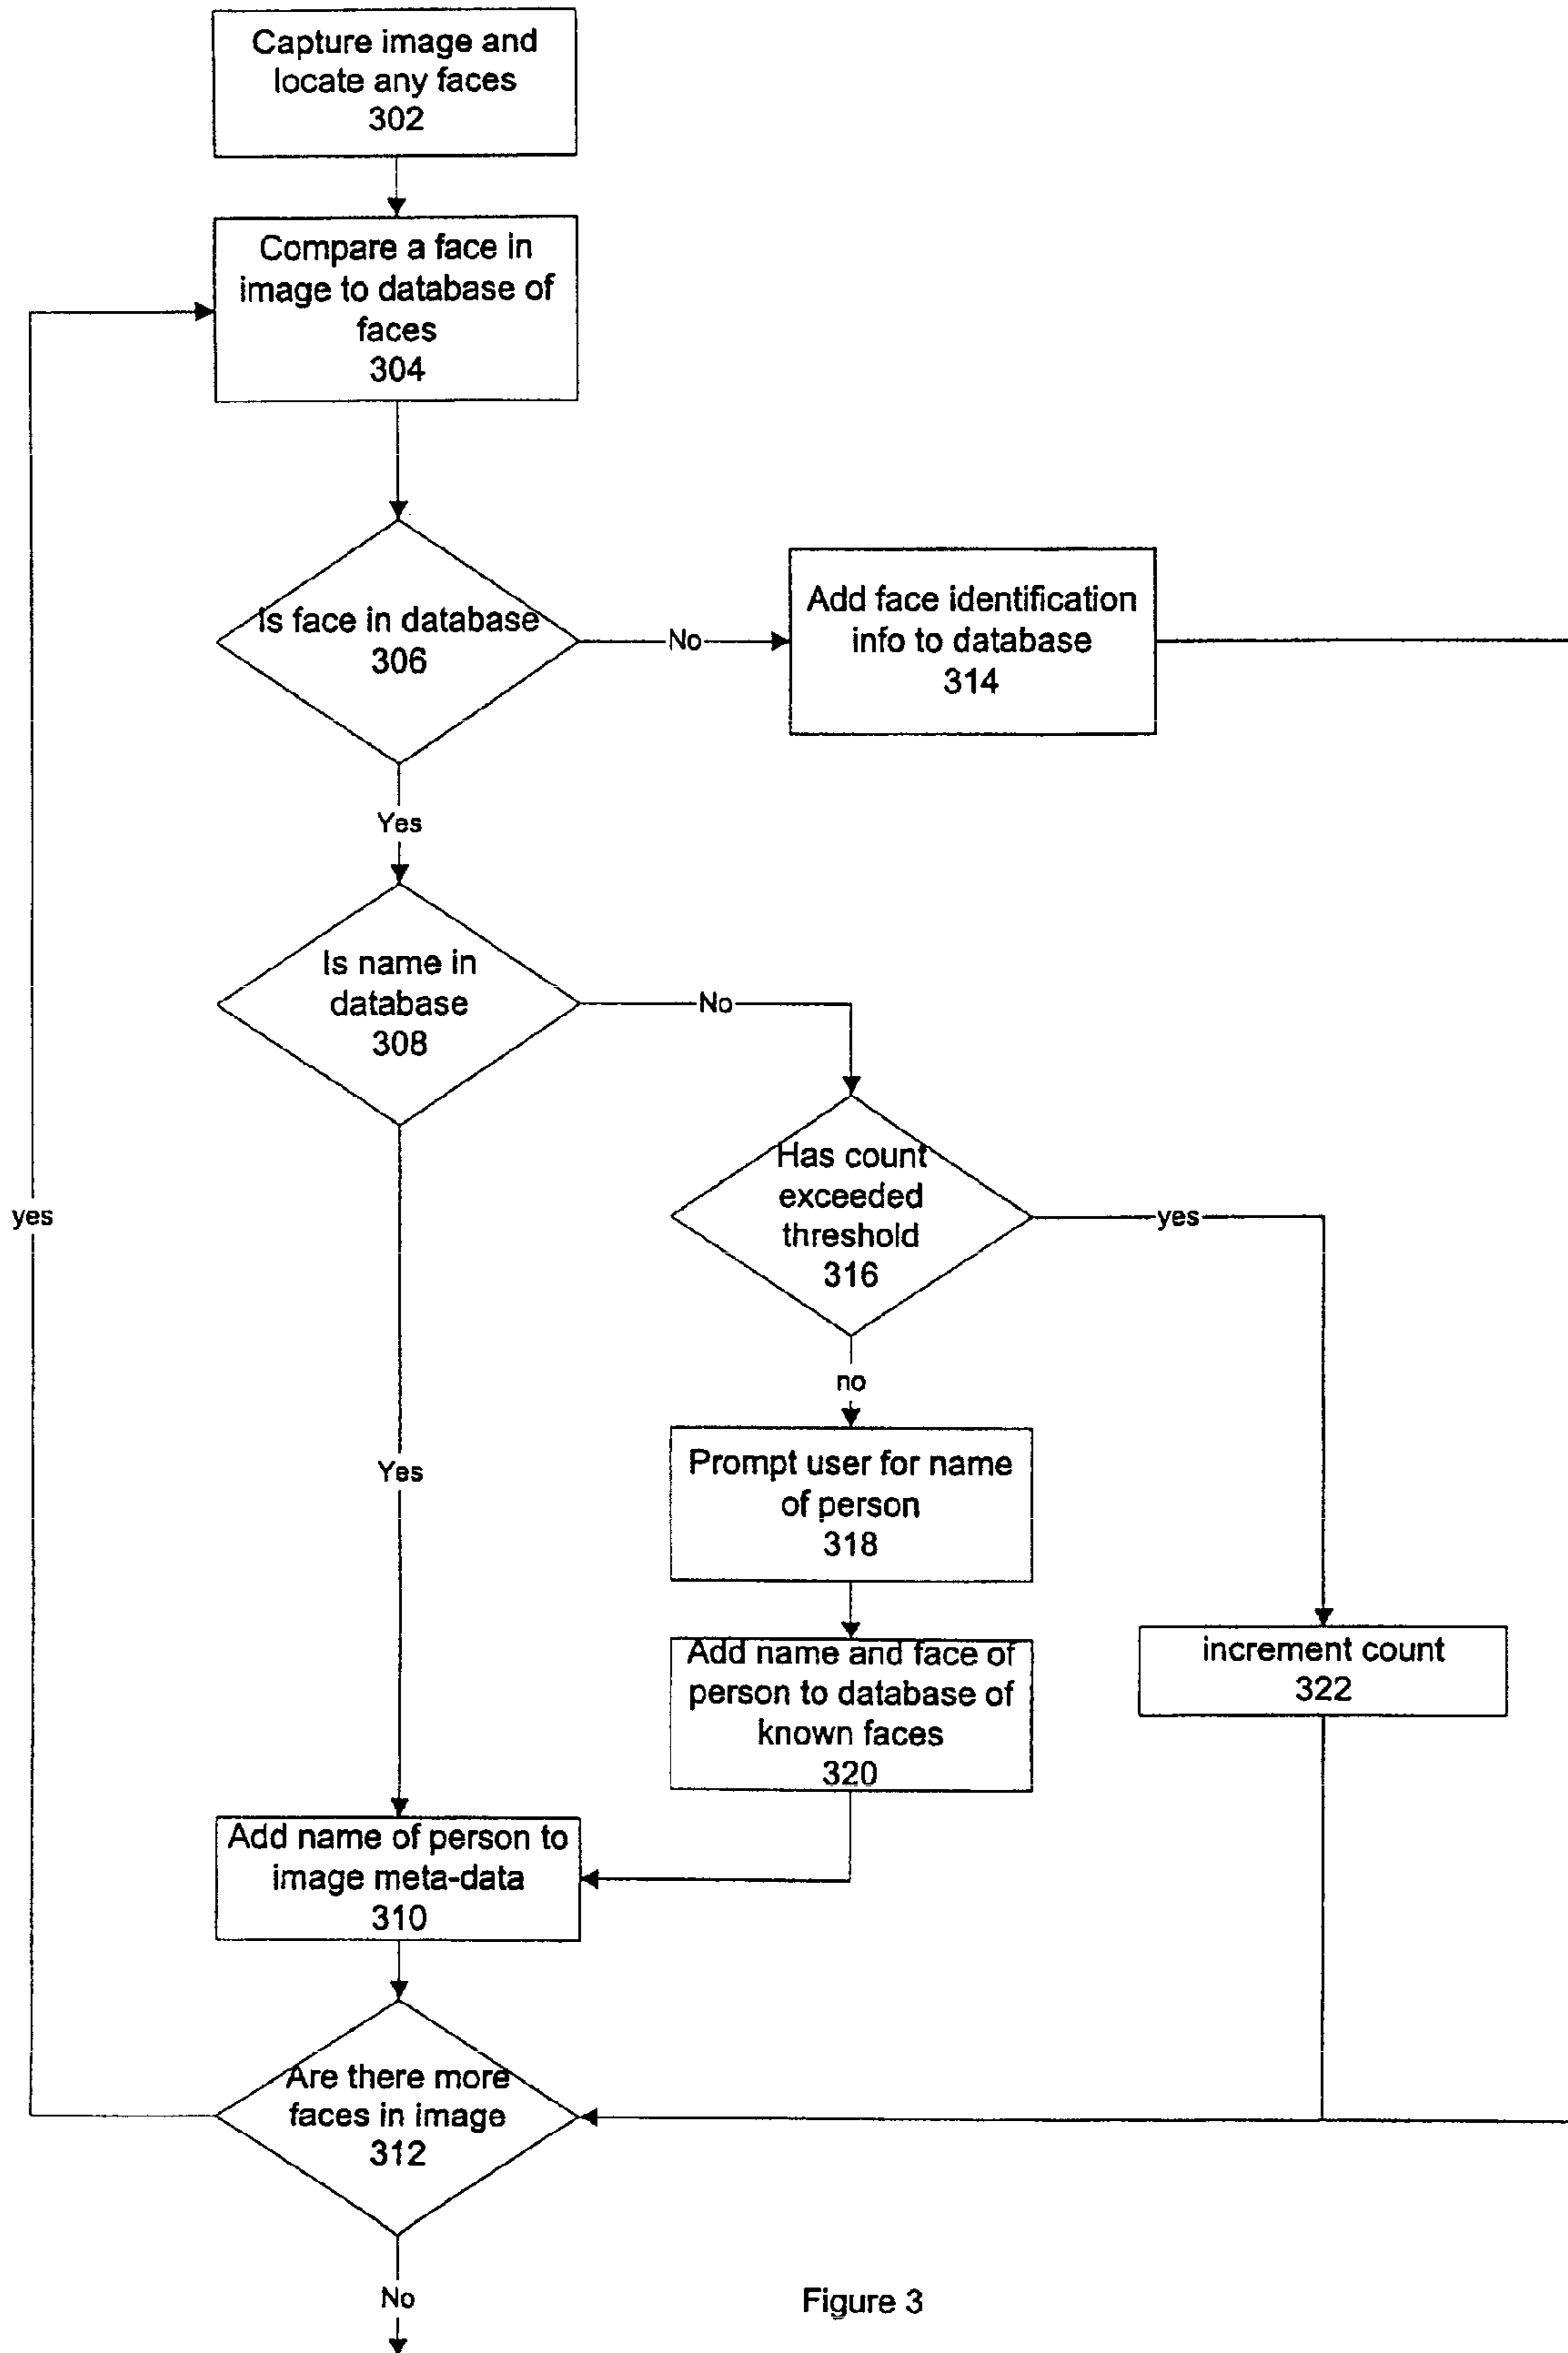 Capture image and
locate any faces
302
Compare a face in
image to database of
faces
304
Is face in database
306
No
Add face identification
info to database
314
Yes
Is name in
database
308
No
Has count
exceeded
threshold
316
yes
yes
no
Yes
Prompt user for name
of person
318
Add name and face of
person to database of
known faces
320
increment count
322
Add name of person to
image meta-data
310
Are there more
faces in image
312
No
Figure 3